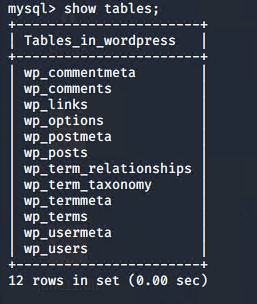 mysql> show tables;
+-----------------------+
| Tables_in_wordpress   |
+-----------------------+
| wp_commentmeta        |
| wp_comments           |
| wp_links              |
| wp_options            |
| wp_postmeta           |
| wp_posts              |
| wp_term_relationships |
| wp_term_taxonomy      |
| wp_termmeta           |
| wp_terms              |
| wp_usermeta           |
| wp_users              |
+-----------------------+
12 rows in set (0.00 sec)